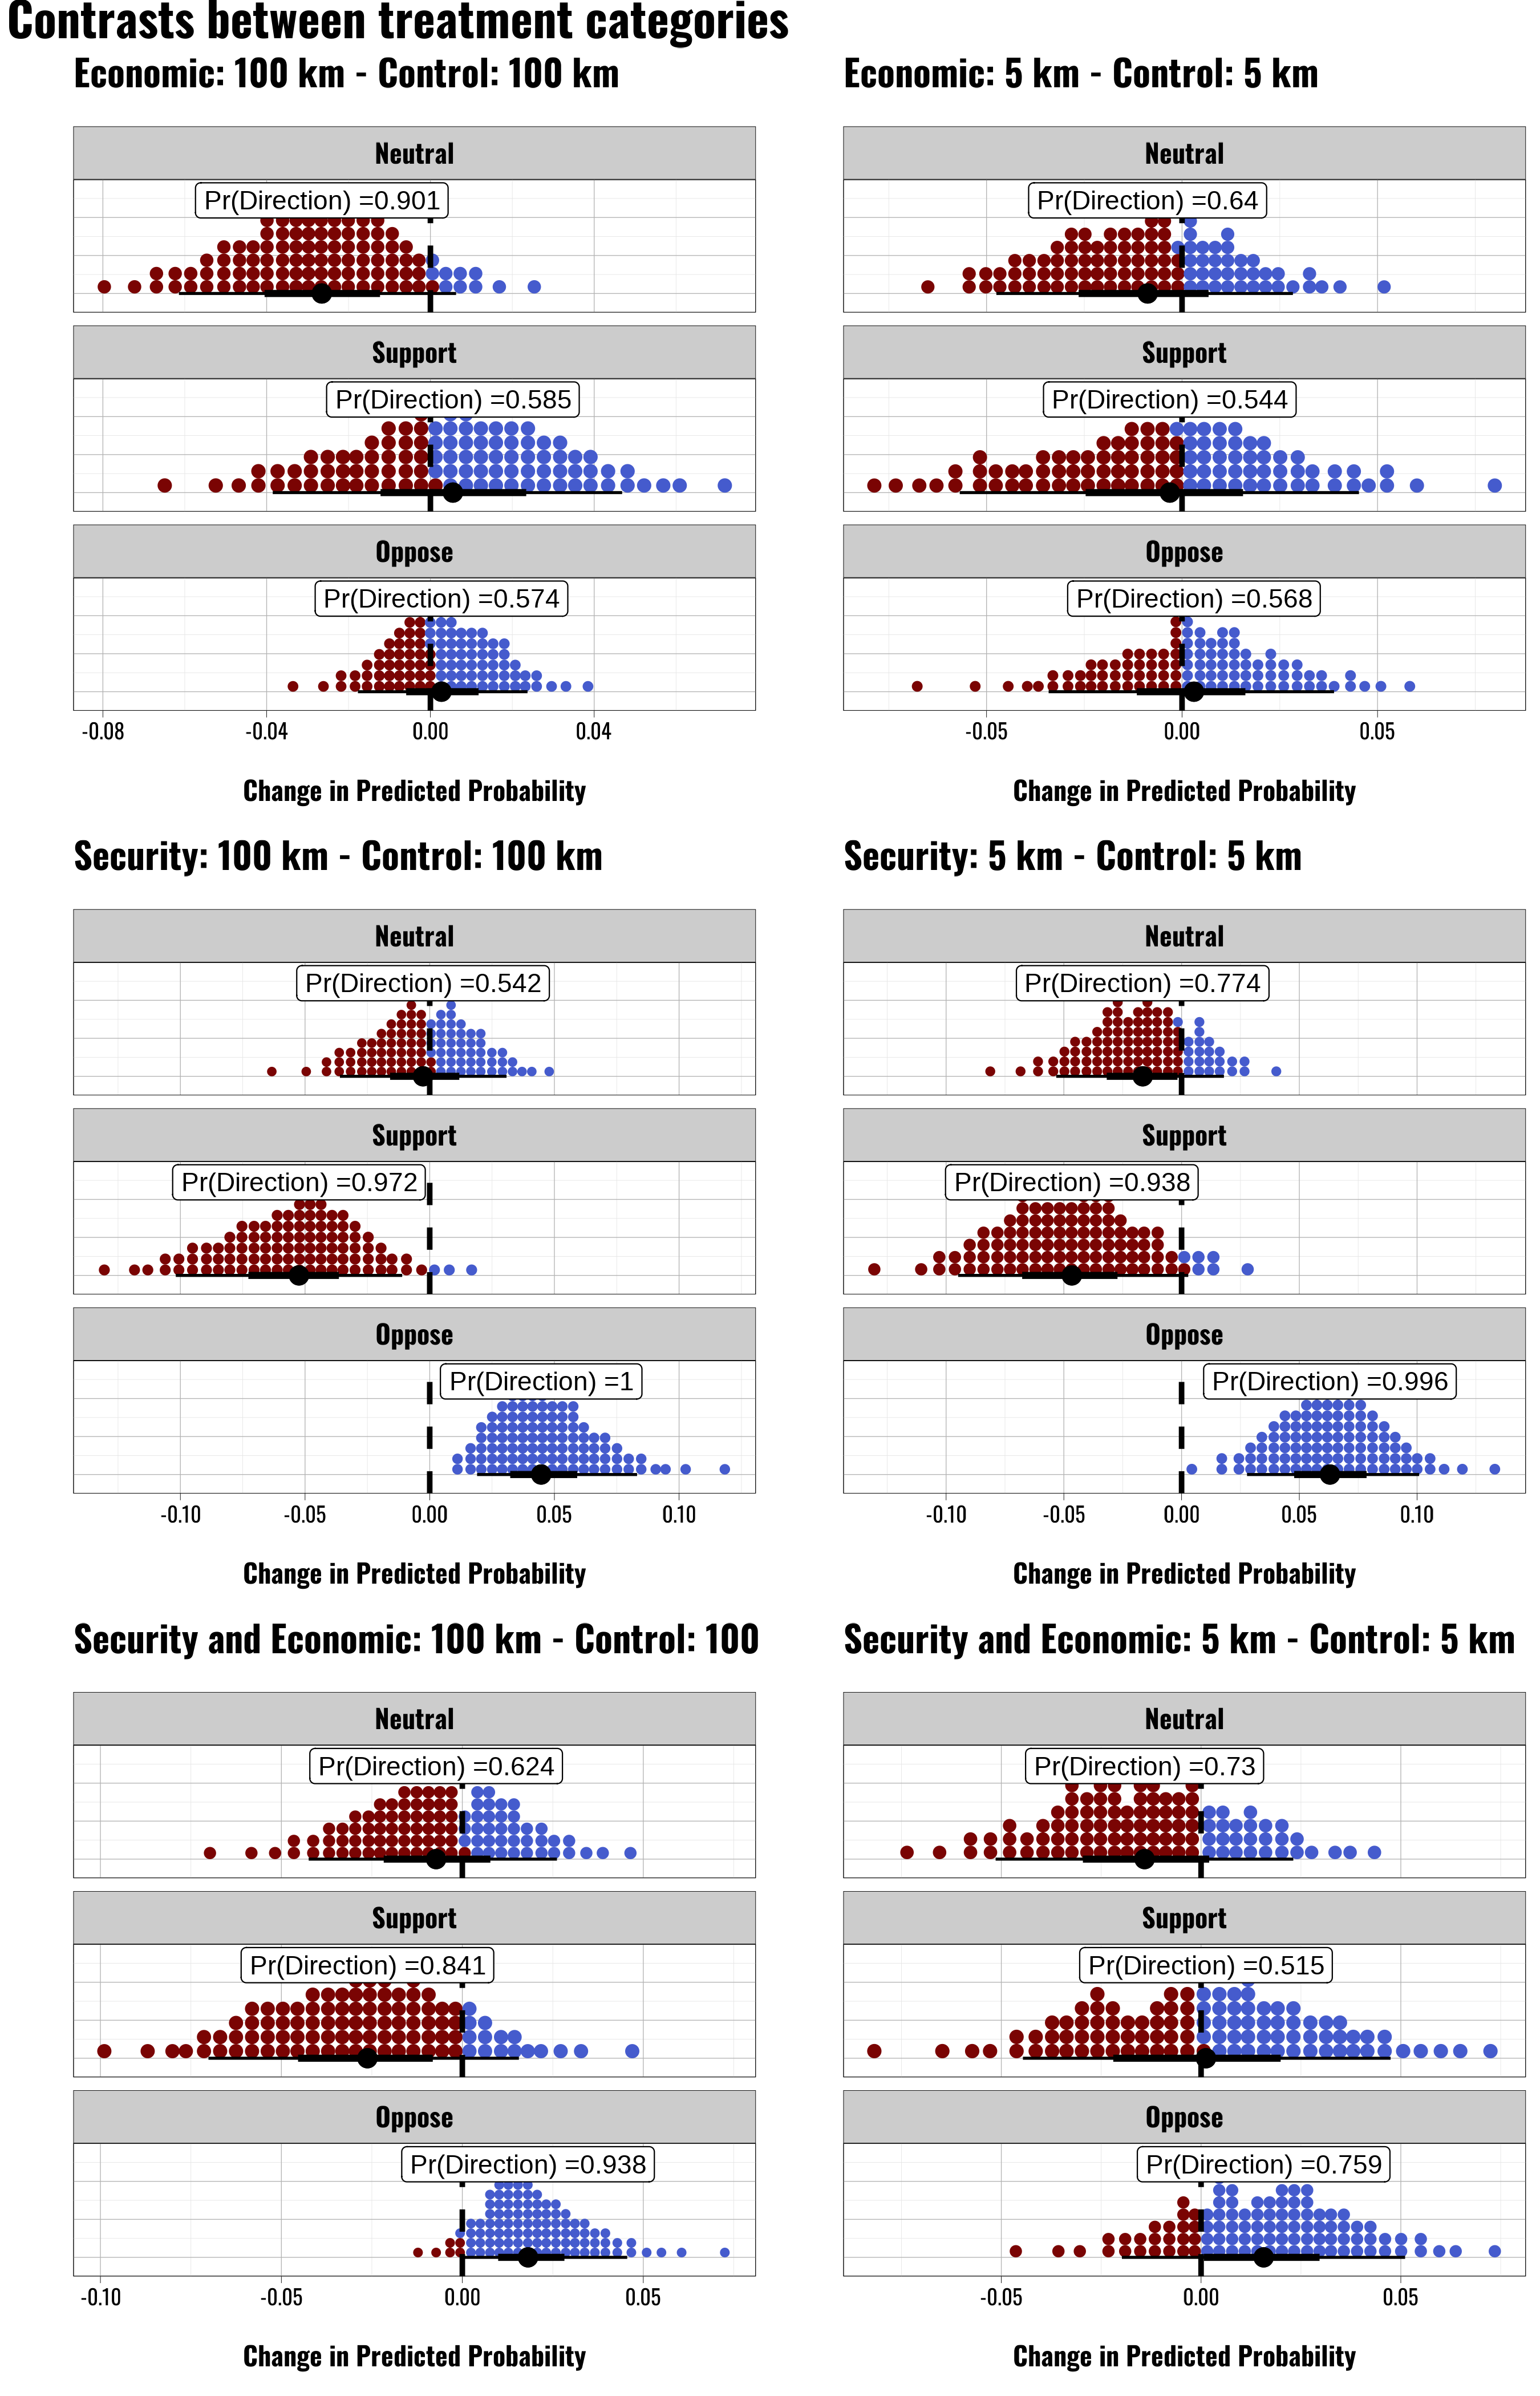 Contrasts between treatment categories
Economic: 100 km - Control: 100 km
Neutral
Pr(Direction) =0.901
Support
Pr(Direction) =0.585
Oppose
Pr(Direction) =0.574
-0.08 -0.04 0.00 0.04
Change in Predicted Probability
Economic: 5 km - Control: 5 km
Neutral
Pr(Direction) =0.64
Support
Pr(Direction) =0.544
Oppose
Pr(Direction) =0.568
-0.05 0.00 0.05
Change in Predicted Probability
Security: 100 km - Control: 100 km
Neutral
Pr(Direction) =0.542
Support
Pr(Direction) =0.972
Oppose
Pr(Direction) =1
-0.10 -0.05 0.00 0.05 0.10
Change in Predicted Probability
Security: 5 km - Control: 5 km
Neutral
Pr(Direction) =0.774
Support
Pr(Direction) =0.938
Oppose
Pr(Direction) =0.996
-0.10 -0.05 0.00 0.05 0.10
Change in Predicted Probability
Security and Economic: 100 km - Control: 100
Neutral
Pr(Direction) =0.624
Support
Pr(Direction) =0.841
Oppose
Pr(Direction) =0.938
-0.10 -0.05 0.00 0.05
Change in Predicted Probability
Security and Economic: 5 km - Control: 5 km
Neutral
Pr(Direction) =0.73
Support
Pr(Direction) =0.515
Oppose
Pr(Direction) =0.759
-0.05 0.00 0.05
Change in Predicted Probability